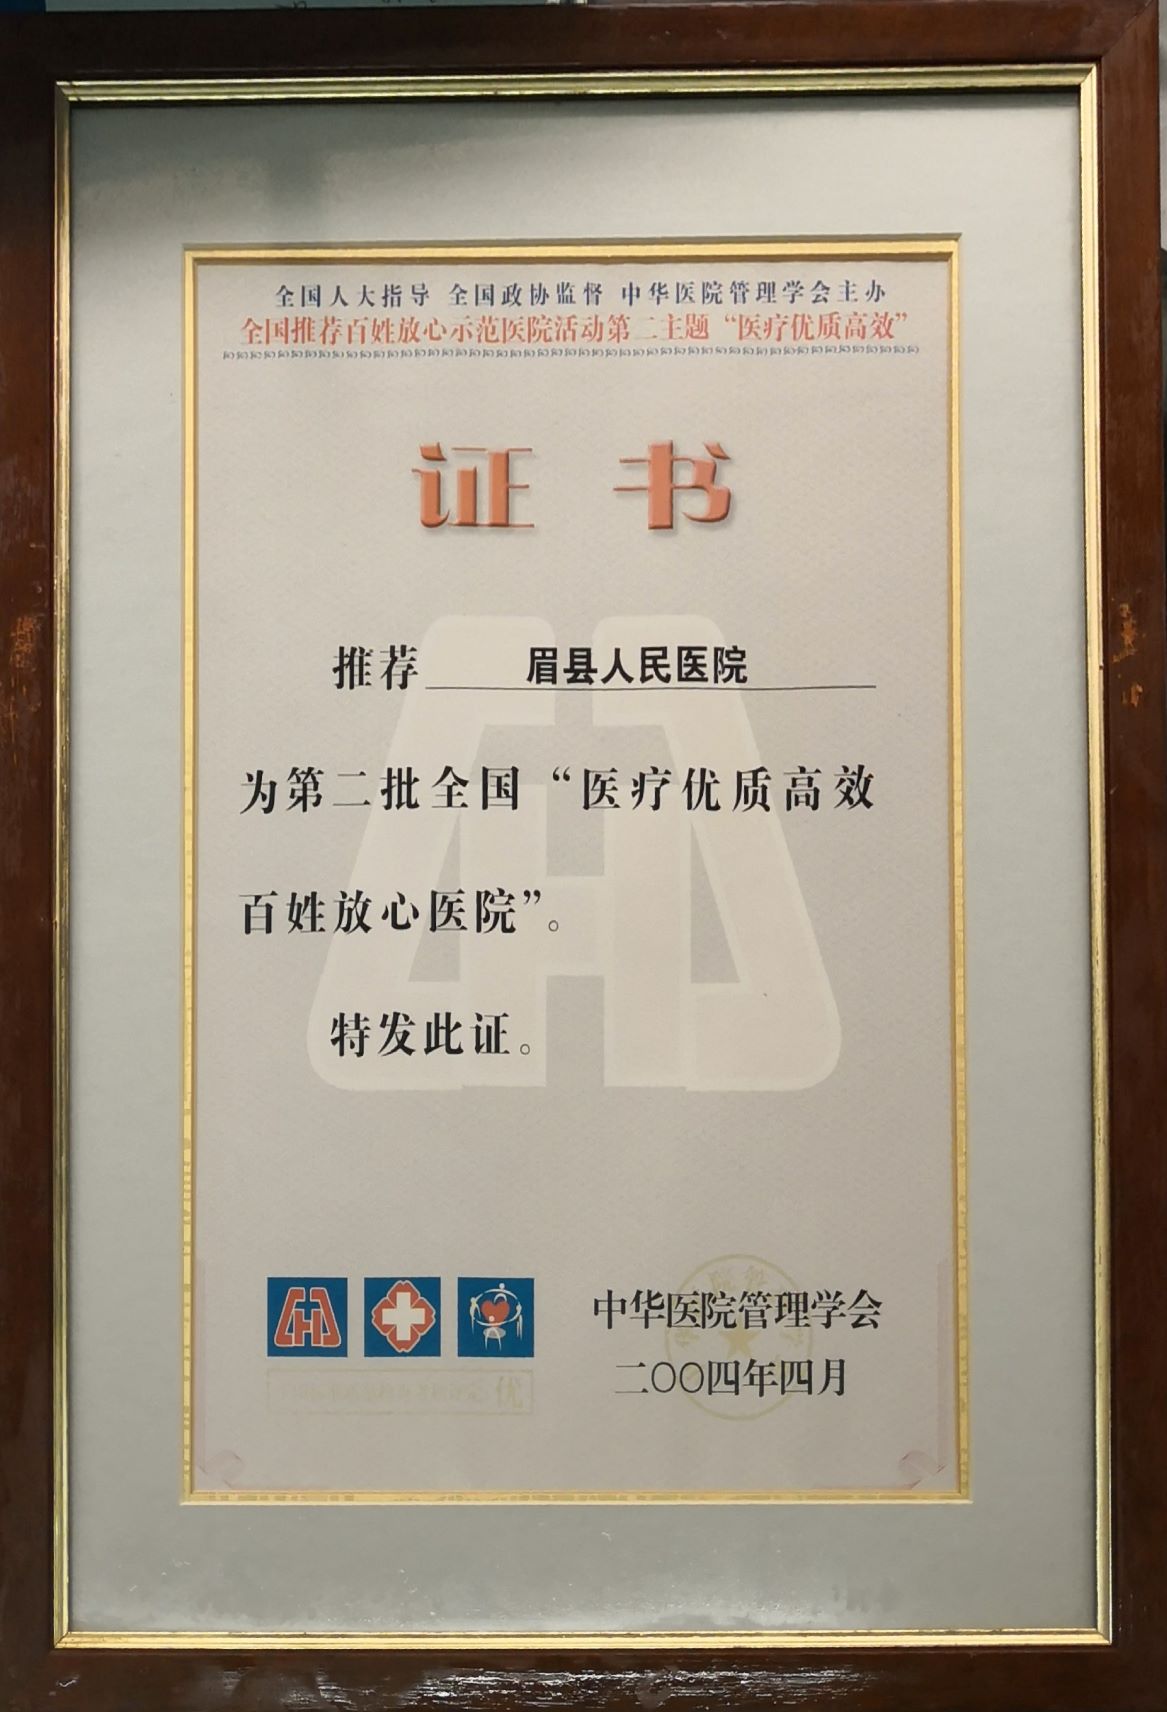 全国人大指导 全国政协监督 中华医院管理学会主办
全国推荐百姓放心示范医院活动第二主题“医疗优质高效”
证书
推荐 眉县人民医院
为第二批全国“医疗优质高效
百姓放心医院”。
特发此证。
中华医院管理学会
二〇〇四年四月
优